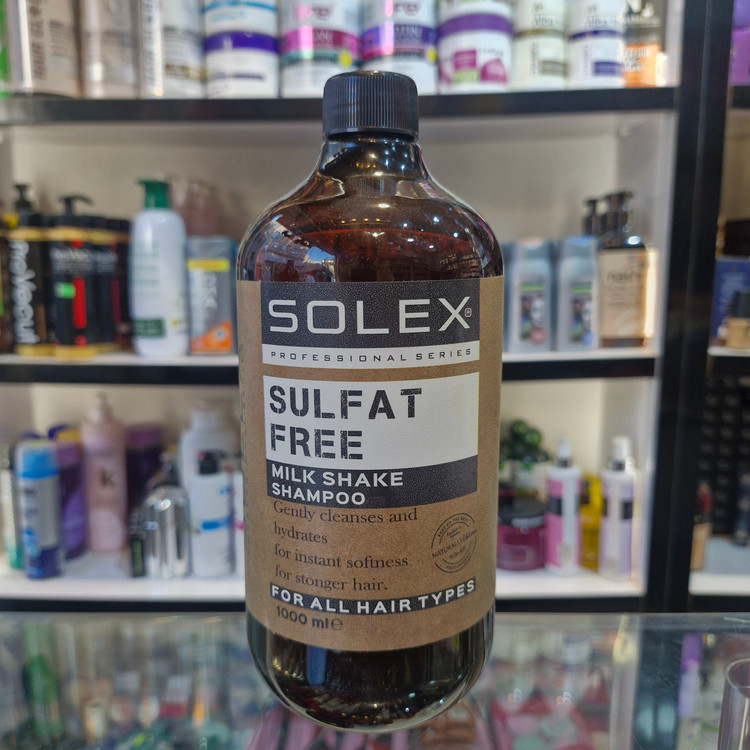 SOLEX®
PROFESSIONAL SERIES
SULFAT
FREE
MILK SHAKE
SHAMPOO
Gently cleanses and
hydrates
for instant softness
for stonger hair.
NATURALLY
FOR ALL HAIR TYPES
1000 ml ℮